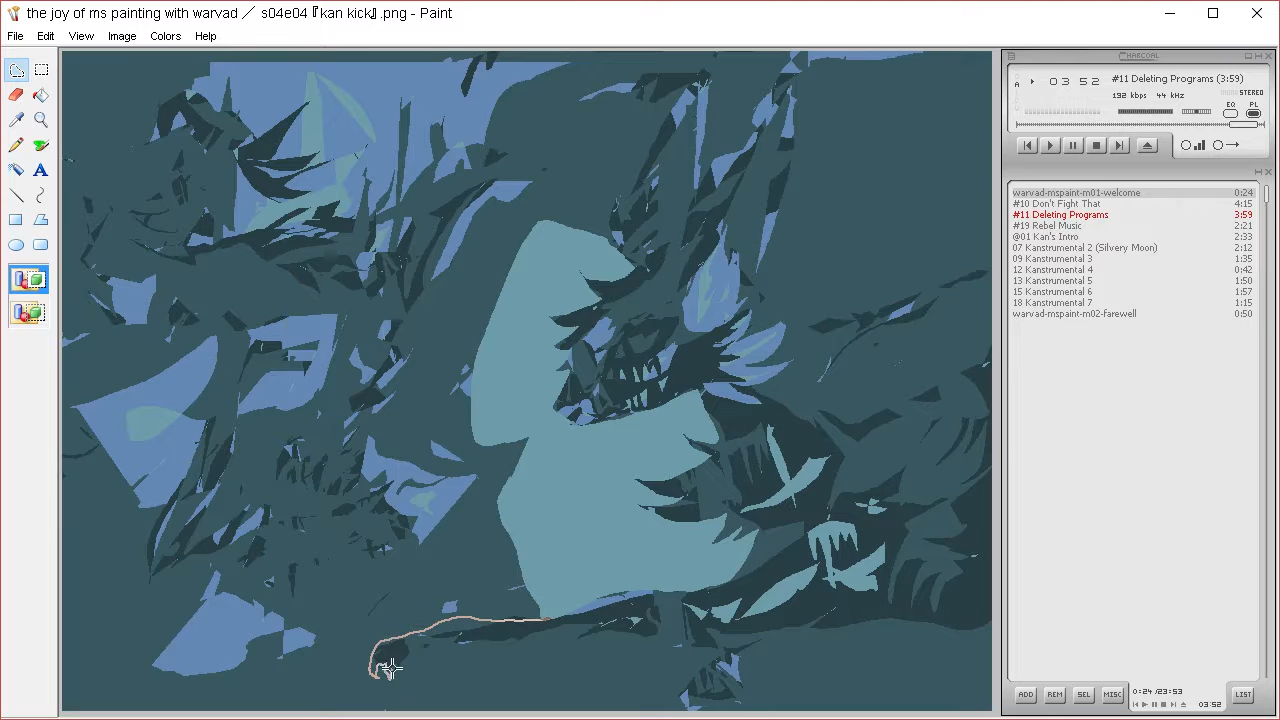 the joy of ms painting with warvad ／ s04e04『kan kick』.png - Paint
File Edit View Image Colors Help
CHARCOAL
A
03 52
#11 Deleting Programs (3:59)
192 kbps 44 kHz
MONO STEREO
EQ PL
warvad-mspaint-m01-welcome 0:24
#10 Don't Fight That 4:15
#11 Deleting Programs 3:59
#19 Rebel Music 2:21
@01 Kan's Intro 2:33
07 Kanstrumental 2 (Silvery Moon) 2:12
09 Kanstrumental 3 1:35
12 Kanstrumental 4 0:42
13 Kanstrumental 5 1:50
15 Kanstrumental 6 1:57
18 Kanstrumental 7 1:15
warvad-mspaint-m02-farewell 0:50
ADD REM SEL MISC
0:24 /23:53
03:52
LIST